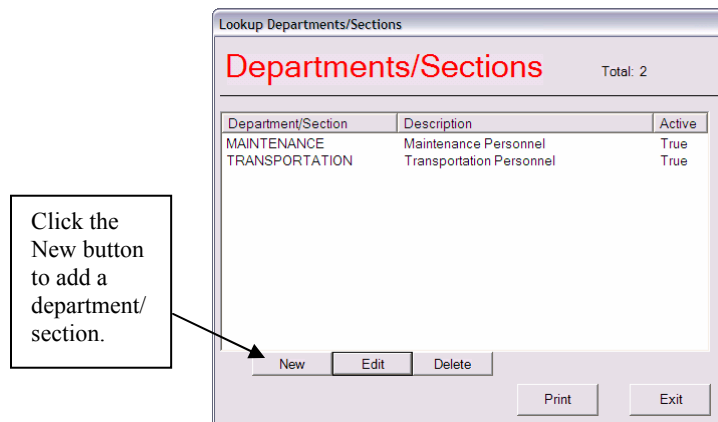 Lookup Departments/Sections
Departments/Sections Total: 2
Department/Section Description Active
MAINTENANCE Maintenance Personnel True
TRANSPORTATION Transportation Personnel True
Click the
New button
to add a
department/
section.
New Edit Delete
Print Exit